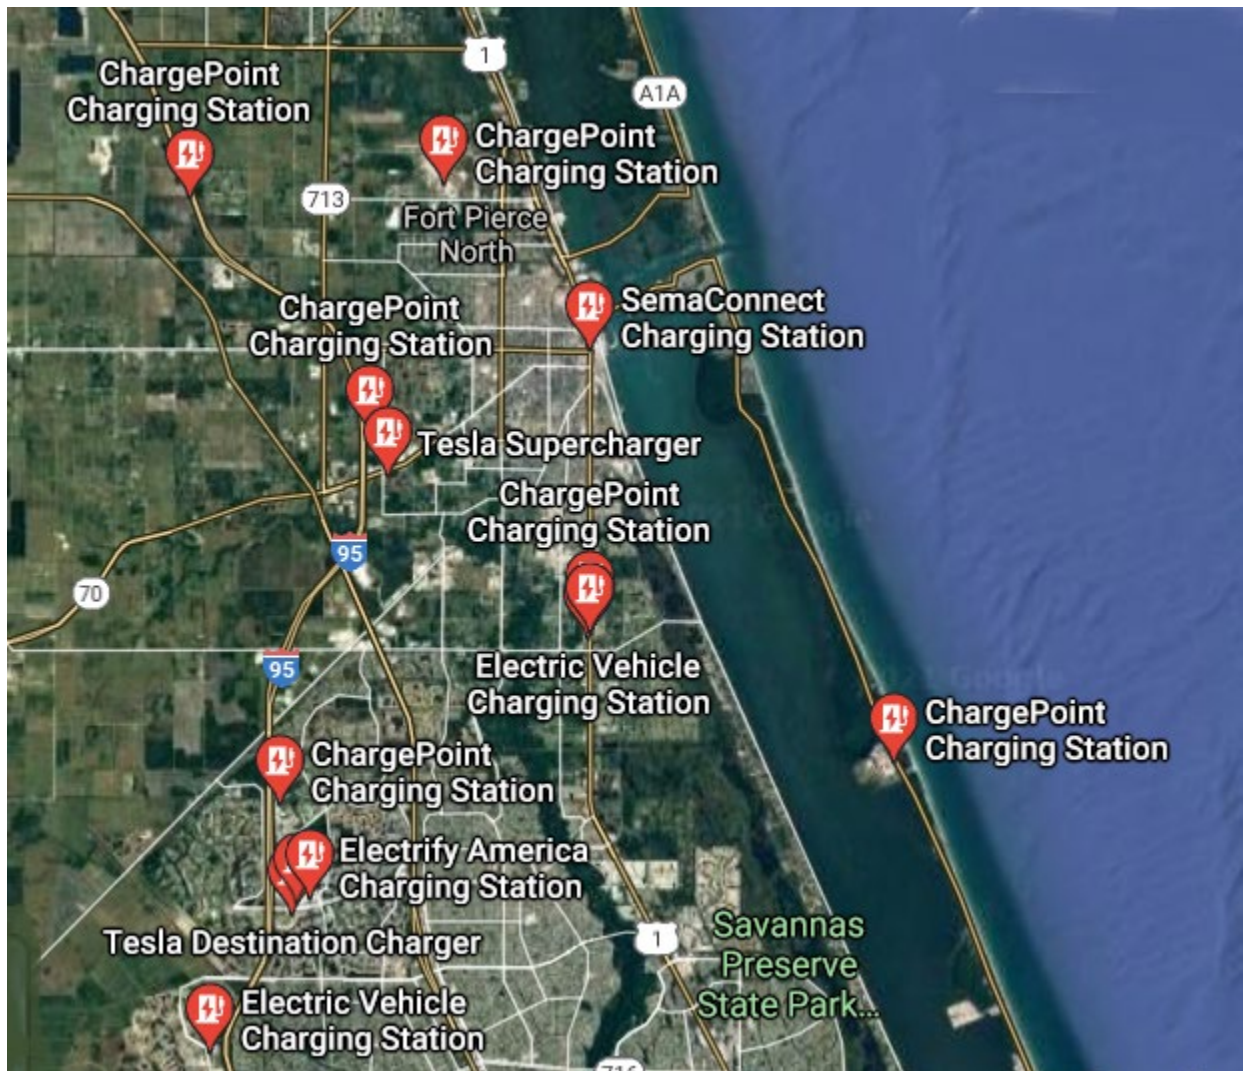 1
ChargePoint
Charging Station
A1A
ChargePoint
Charging Station
713
Fort Pierce
North
ChargePoint
Charging Station
SemaConnect
Charging Station
Tesla Supercharger
ChargePoint
Charging Station
95
70
Electric Vehicle
Charging Station
95
ChargePoint
Charging Station
ChargePoint
Charging Station
Electrify America
Charging Station
Tesla Destination Charger
1
Savannas
Preserve
State Park...
Electric Vehicle
Charging Station